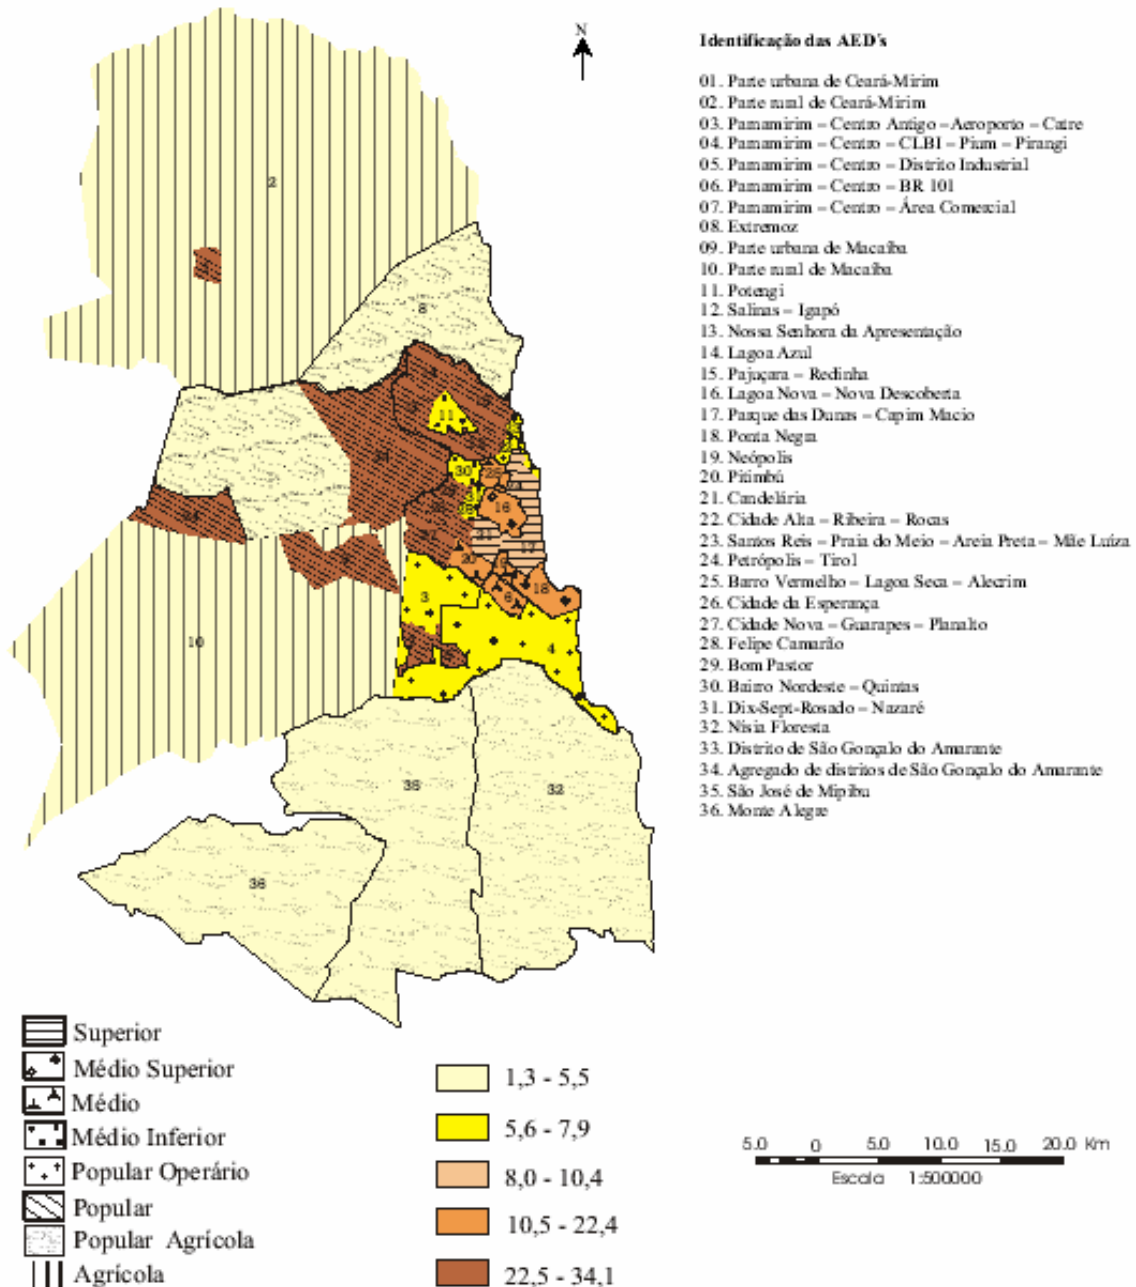 N
Identificação das AED's
01. Parte urbana de Ceará-Mirim
02. Parte rural de Ceará-Mirim
03. Parnamirim – Centro Antigo – Aeroporto – Catre
04. Parnamirim – Centro – CLBI – Pium – Pirangi
05. Parnamirim – Centro – Distrito Industrial
06. Parnamirim – Centro – BR 101
07. Parnamirim – Centro – Área Comercial
08. Extremoz
09. Parte urbana de Macaíba
10. Parte rural de Macaíba
11. Potengi
12. Salinas – Igapó
13. Nossa Senhora da Apresentação
14. Lagoa Azul
15. Pajuçara – Redinha
16. Lagoa Nova – Nova Descoberta
17. Parque das Dunas – Capim Macio
18. Ponta Negra
19. Neópolis
20. Pitimbú
21. Candelária
22. Cidade Alta – Ribeira – Rocas
23. Santos Reis – Praia do Meio – Areia Preta – Mãe Luíza
24. Petrópolis – Tirol
25. Barro Vermelho – Lagoa Seca – Alecrim
26. Cidade da Esperança
27. Cidade Nova – Guarapes – Planalto
28. Felipe Camarão
29. Bom Pastor
30. Bairro Nordeste – Quintas
31. Dix-Sept-Rosado – Nazaré
32. Nísia Floresta
33. Distrito de São Gonçalo do Amarante
34. Agregado de distritos de São Gonçalo do Amarante
35. São José de Mipibu
36. Monte Alegre
2
8
11
30
16
20
18
6
3
4
10
35
32
36
Superior
Médio Superior
Médio
Médio Inferior
Popular Operário
Popular
Popular Agrícola
Agrícola
1,3 - 5,5
5,6 - 7,9
8,0 - 10,4
10,5 - 22,4
22,5 - 34,1
5.0 0 5.0 10.0 15.0 20.0 Km
Escala 1:500000